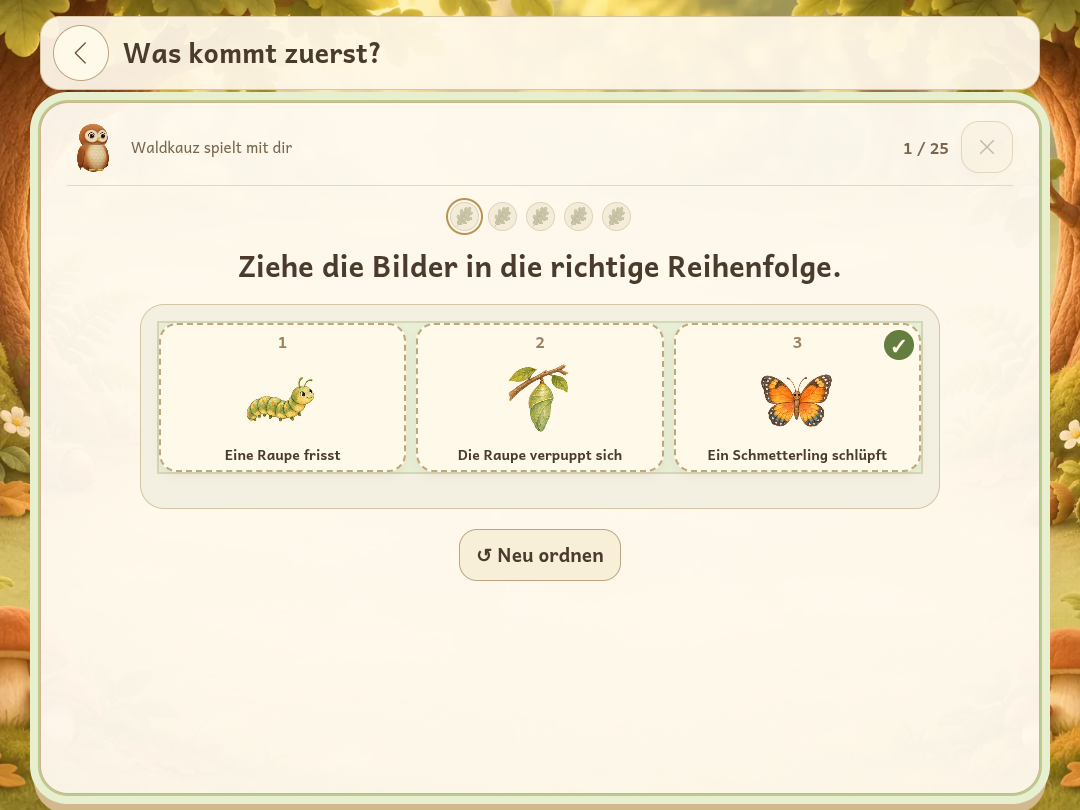 Was kommt zuerst?
Waldkauz spielt mit dir
1 / 25
Ziehe die Bilder in die richtige Reihenfolge.
1
Eine Raupe frisst
2
Die Raupe verpuppt sich
3
Ein Schmetterling schlüpft
↺ Neu ordnen